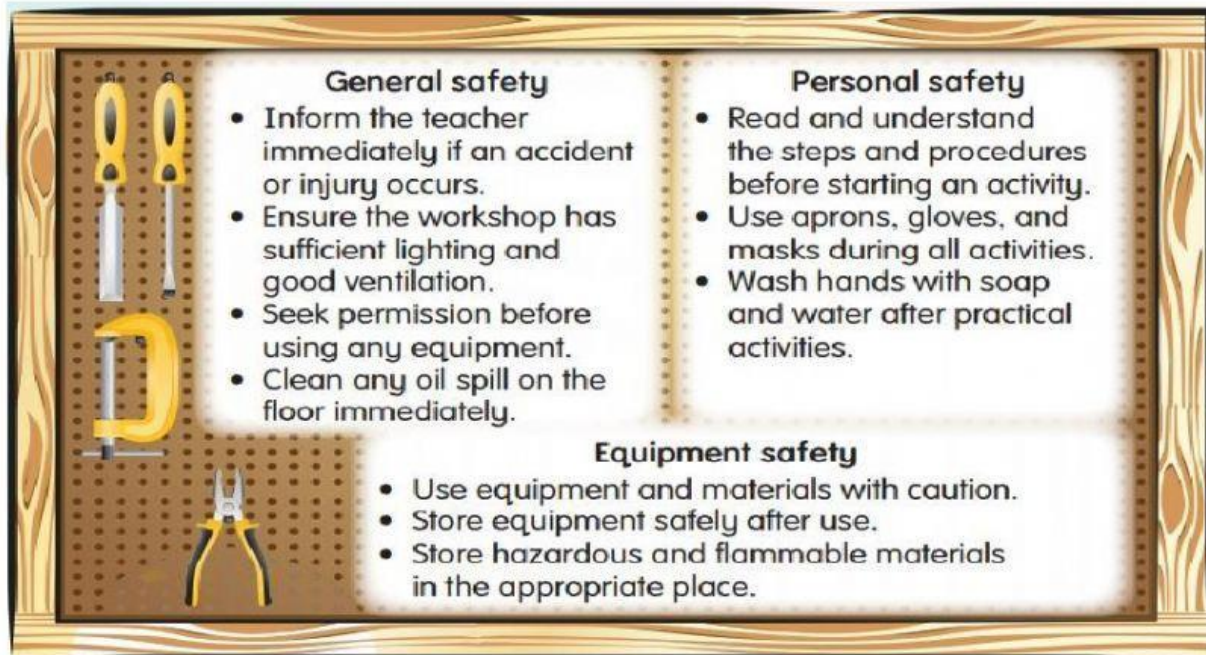 General safety
• Inform the teacher
immediately if an accident
or injury occurs.
• Ensure the workshop has
sufficient lighting and
good ventilation.
• Seek permission before
using any equipment.
• Clean any oil spill on the
floor immediately.
Personal safety
• Read and understand
the steps and procedures
before starting an activity.
• Use aprons, gloves, and
masks during all activities.
• Wash hands with soap
and water after practical
activities.
Equipment safety
• Use equipment and materials with caution.
• Store equipment safely after use.
• Store hazardous and flammable materials
in the appropriate place.